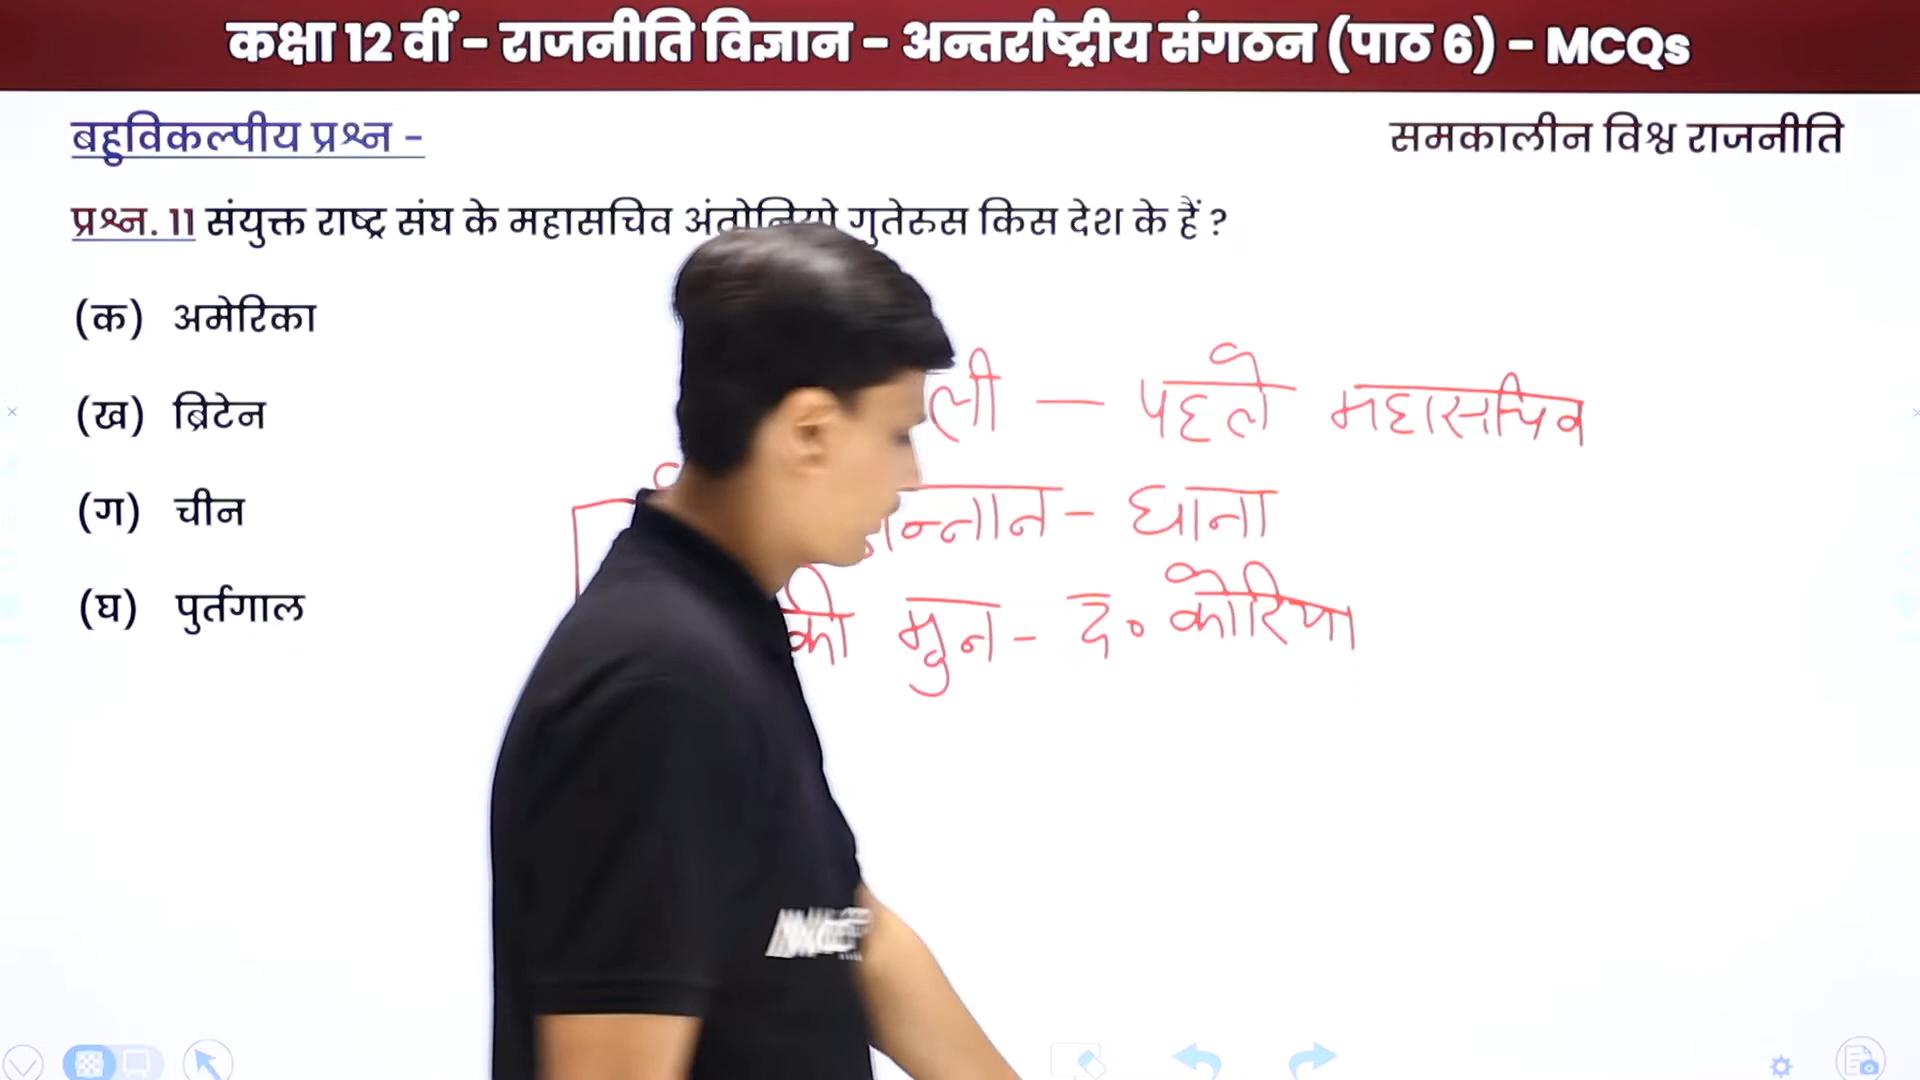 कक्षा 12 वीं - राजनीति विज्ञान - अन्तर्राष्ट्रीय संगठन (पाठ 6) - MCQs
बहुविकल्पीय प्रश्न -
समकालीन विश्व राजनीति
प्रश्न. 11 संयुक्त राष्ट्र संघ के महासचिव अंतोनियो गुतेरुस किस देश के हैं ?
(क) अमेरिका
(ख) ब्रिटेन
(ग) चीन
(घ) पुर्तगाल
ली — पहले महासचिव
न्नान - घाना
की मून - द० कोरिया